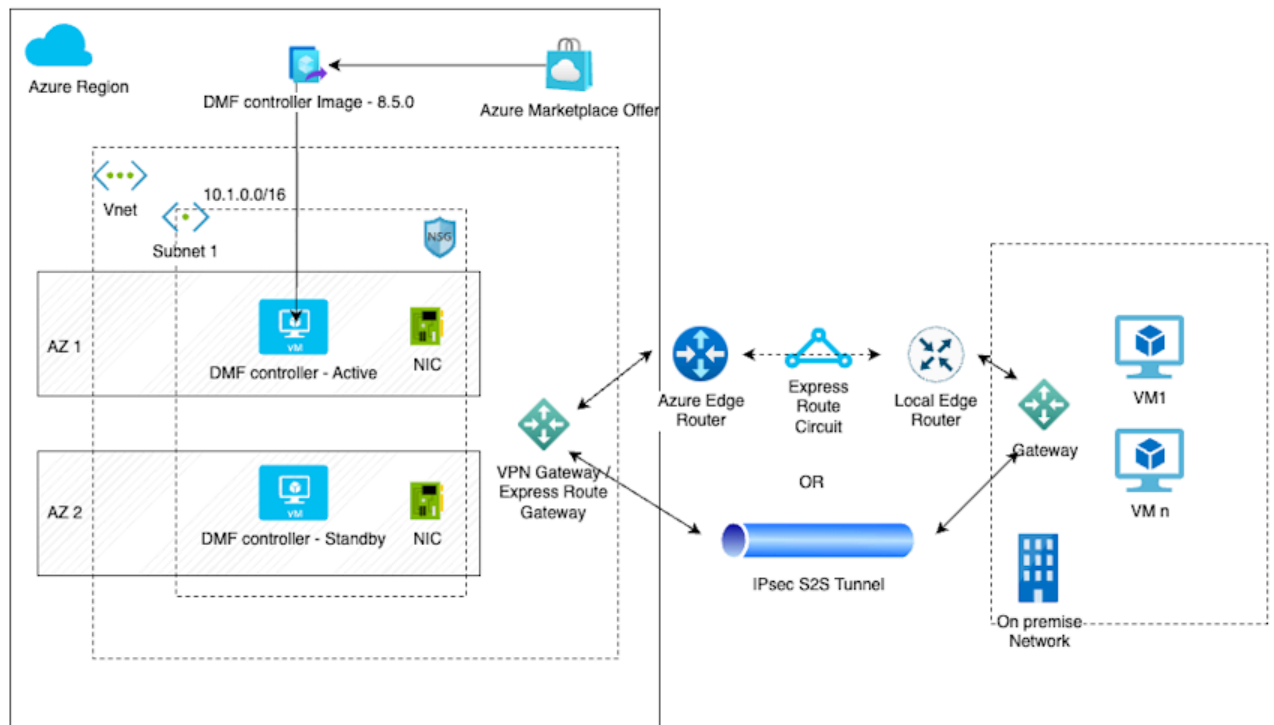 Azure Region
DMF controller Image - 8.5.0
Azure Marketplace Offer
Vnet
10.1.0.0/16
Subnet 1
NSG
AZ 1
VM
DMF controller - Active
NIC
AZ 2
VM
DMF controller - Standby
NIC
VPN Gateway /
Express Route
Gateway
Azure Edge
Router
Express
Route
Circuit
Local Edge
Router
Gateway
OR
IPsec S2S Tunnel
VM1
VM n
On premise
Network